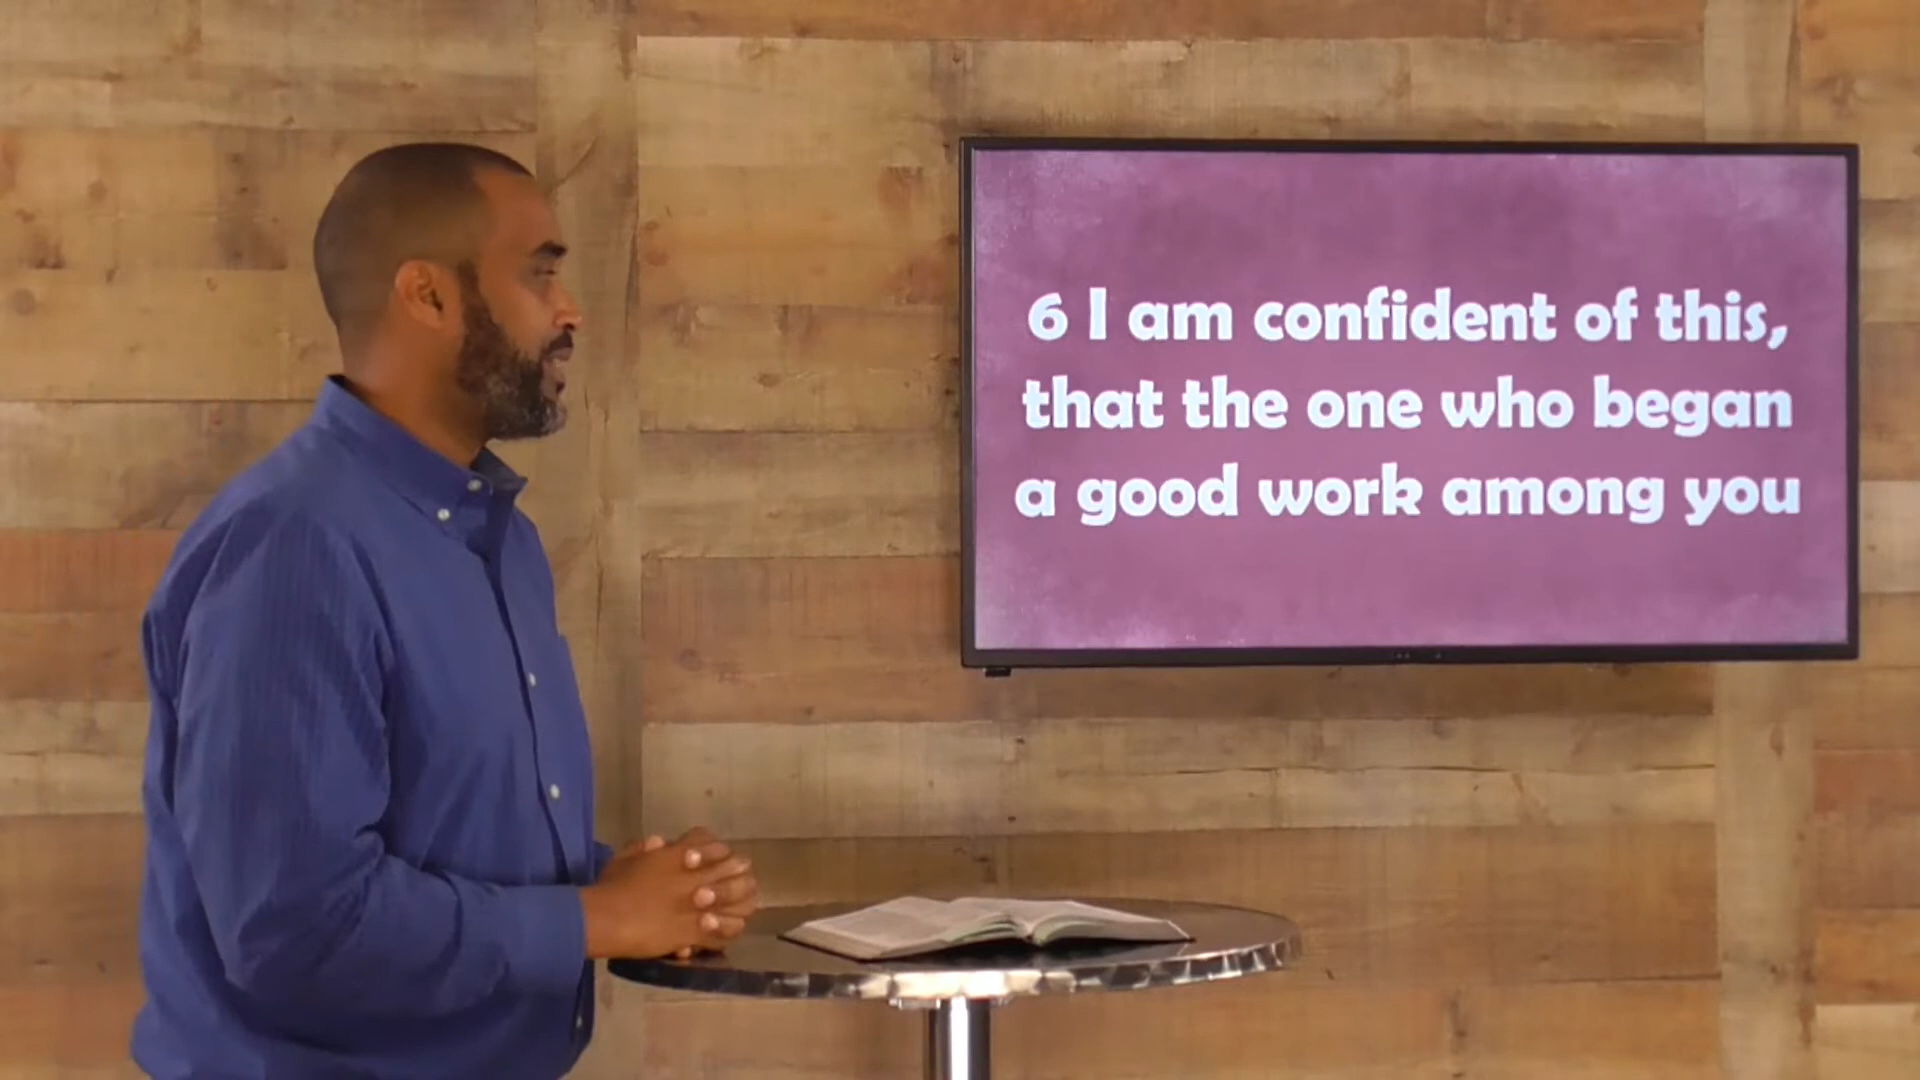 6 I am confident of this,
that the one who began
a good work among you